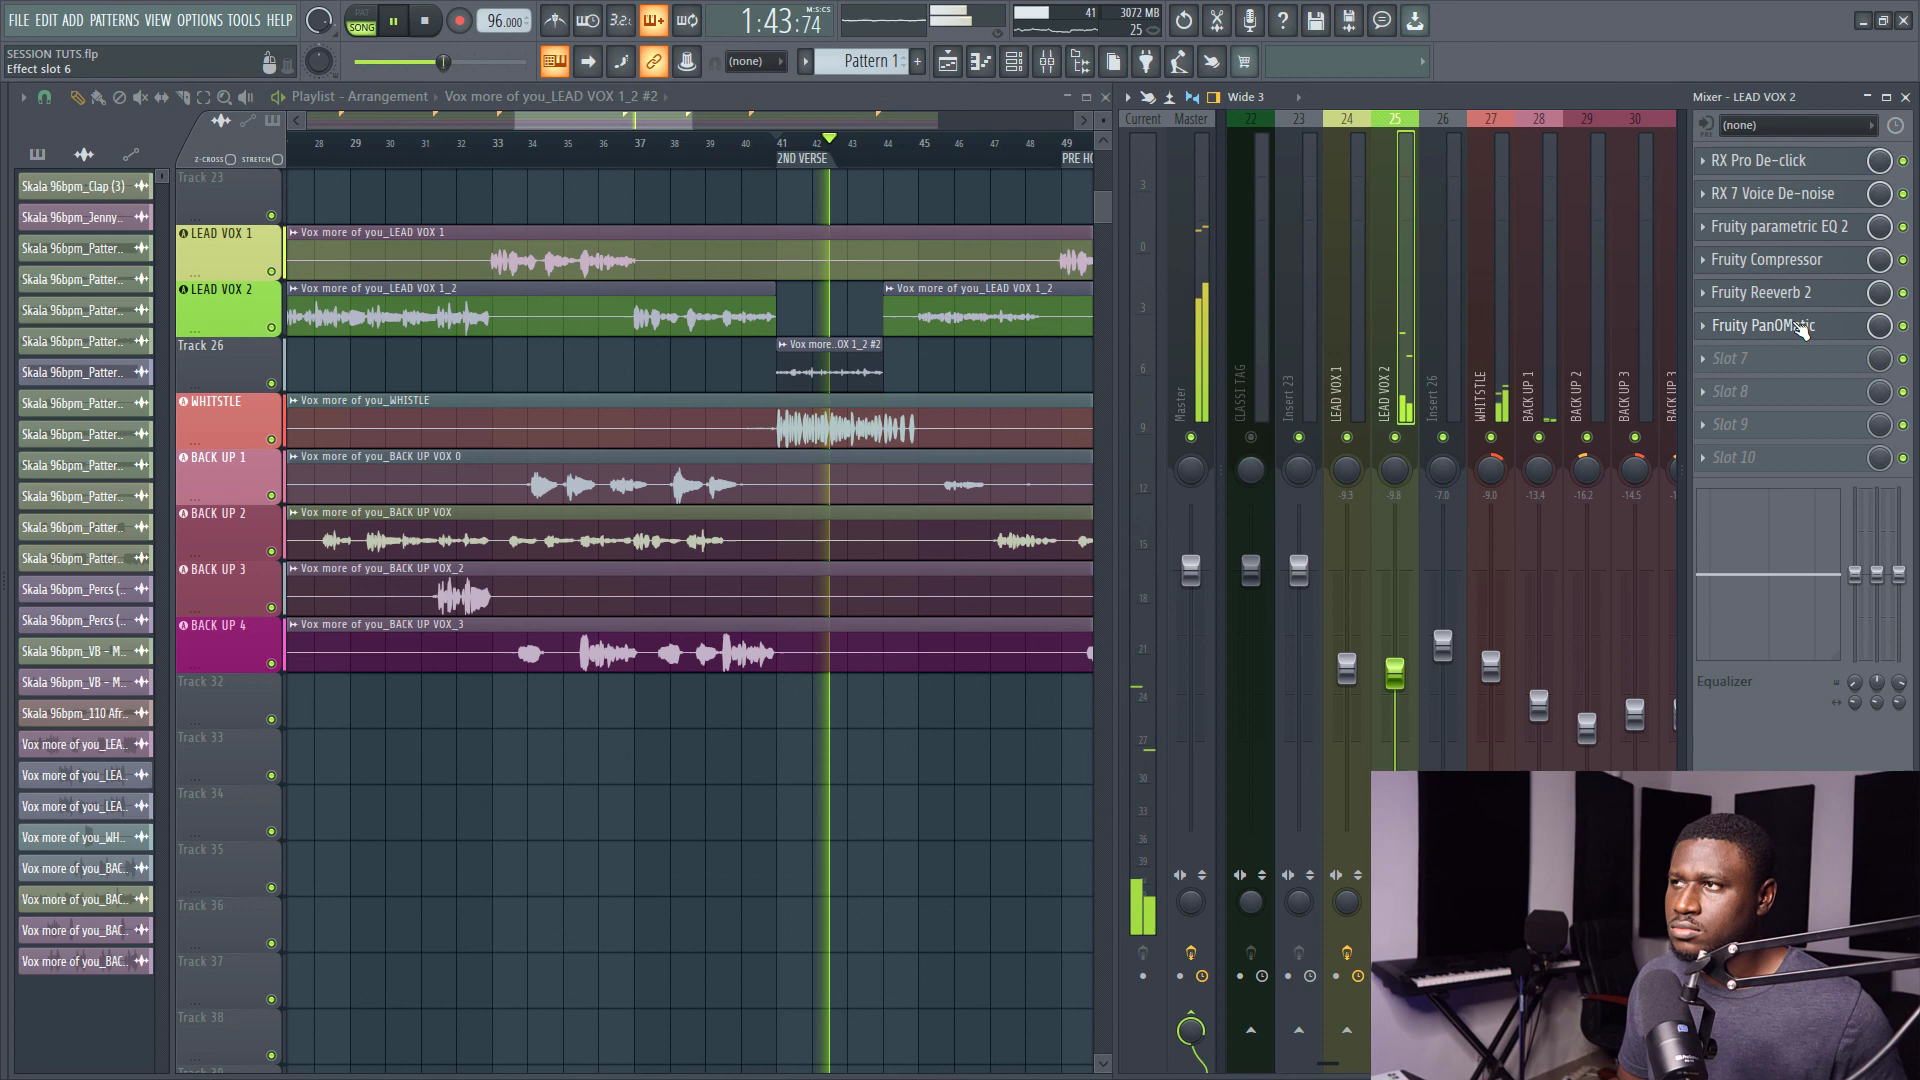 FILE EDIT ADD PATTERNS VIEW OPTIONS TOOLS HELP
PAT
SONG
96.000
3.2:
1:43:74
M:S:CS
41
3072 MB
25
SESSION TUTS.flp
Effect slot 6
(none)
Pattern 1
Playlist - Arrangement
Vox more of you_LEAD VOX 1_2 #2
Wide 3
Mixer - LEAD VOX 2
Z-CROSS
STRETCH
28 29 30 31 32 33 34 35 36 37 38 39 40 41 42 43 44 45 46 47 48 49
2ND VERSE
PRE HO
Skala 96bpm_Clap (3)
Skala 96bpm_Jenny..
Skala 96bpm_Patter..
Skala 96bpm_Patter..
Skala 96bpm_Patter..
Skala 96bpm_Patter..
Skala 96bpm_Patter..
Skala 96bpm_Patter..
Skala 96bpm_Patter..
Skala 96bpm_Patter..
Skala 96bpm_Patter..
Skala 96bpm_Patter..
Skala 96bpm_Patter..
Skala 96bpm_Percs (..
Skala 96bpm_Percs (..
Skala 96bpm_VB - M..
Skala 96bpm_VB - M..
Skala 96bpm_110 Afr..
Vox more of you_LEA..
Vox more of you_LEA..
Vox more of you_LEA..
Vox more of you_WH..
Vox more of you_BAC..
Vox more of you_BAC..
Vox more of you_BAC..
Vox more of you_BAC..
Track 23
LEAD VOX 1
Vox more of you_LEAD VOX 1
LEAD VOX 2
Vox more of you_LEAD VOX 1_2
Vox more of you_LEAD VOX 1_2
Track 26
Vox more..OX 1_2 #2
WHITSTLE
Vox more of you_WHISTLE
BACK UP 1
Vox more of you_BACK UP VOX 0
BACK UP 2
Vox more of you_BACK UP VOX
BACK UP 3
Vox more of you_BACK UP VOX_2
BACK UP 4
Vox more of you_BACK UP VOX_3
Track 32
Track 33
Track 34
Track 35
Track 36
Track 37
Track 38
Current
Master
22 23 24 25 26 27 28 29 30
3
0
3
6
9
12
15
18
21
24
27
30
33
36
39
Master
CLASSI TAG
Insert 23
LEAD VOX 1
LEAD VOX 2
Insert 26
WHITSTLE
BACK UP 1
BACK UP 2
BACK UP 3
-9.3
-9.8
-7.0
-9.0
-13.4
-16.2
-14.5
PRE
(none)
RX Pro De-click
RX 7 Voice De-noise
Fruity parametric EQ 2
Fruity Compressor
Fruity Reeverb 2
Fruity PanOMatic
Slot 7
Slot 8
Slot 9
Slot 10
Equalizer